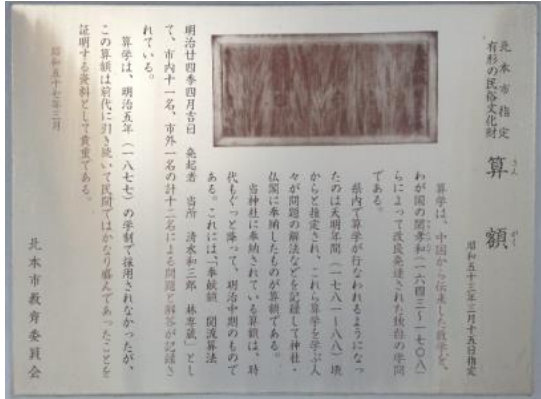 北本市指定
有形の民俗文化財
算額
さん がく
昭和五十三年三月十五日指定
算学は、中国から伝来した数学を、
わが国の関孝和(一六四三~一七〇八)
らによって改良発達された独自の学問
である。
県内で算学が行なわれるようになっ
たのは天明年間(一七八一~八八)頃
からと推定され、これら算学を学ぶ人
々が問題の解法などを記録して神社・
仏閣に奉納したものが算額である。
当神社に奉納されている算額は、時
代もぐっと降って、明治中期のもので
ある。これには、「奉献額 関流算法
明治廿四季四月吉日 発起者 当所 清水和三郎 林専蔵」とし
て、市内十一名、市外一名の計十二名による問題と解答が記録さ
れている。
算学は、明治五年(一八七七)の学制で採用されなかったが、
この算額は前代に引き続いて民間ではかなり盛んであったことを
証明する資料として貴重である。
昭和五十七年三月
北本市教育委員会